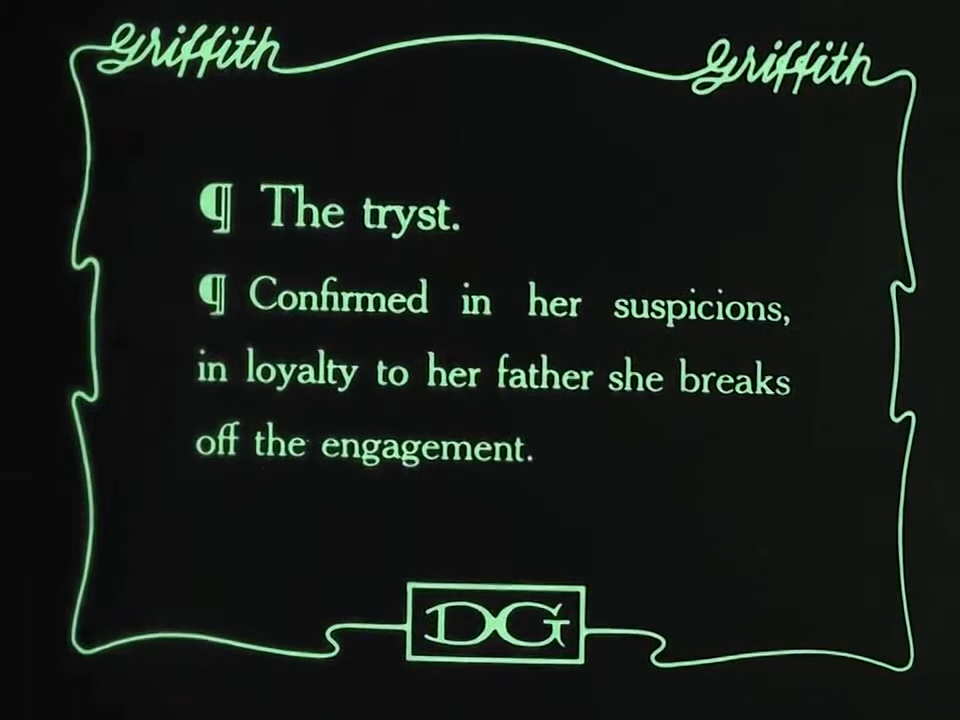 Griffith Griffith
¶ The tryst.
¶ Confirmed in her suspicions,
in loyalty to her father she breaks
off the engagement.
DG